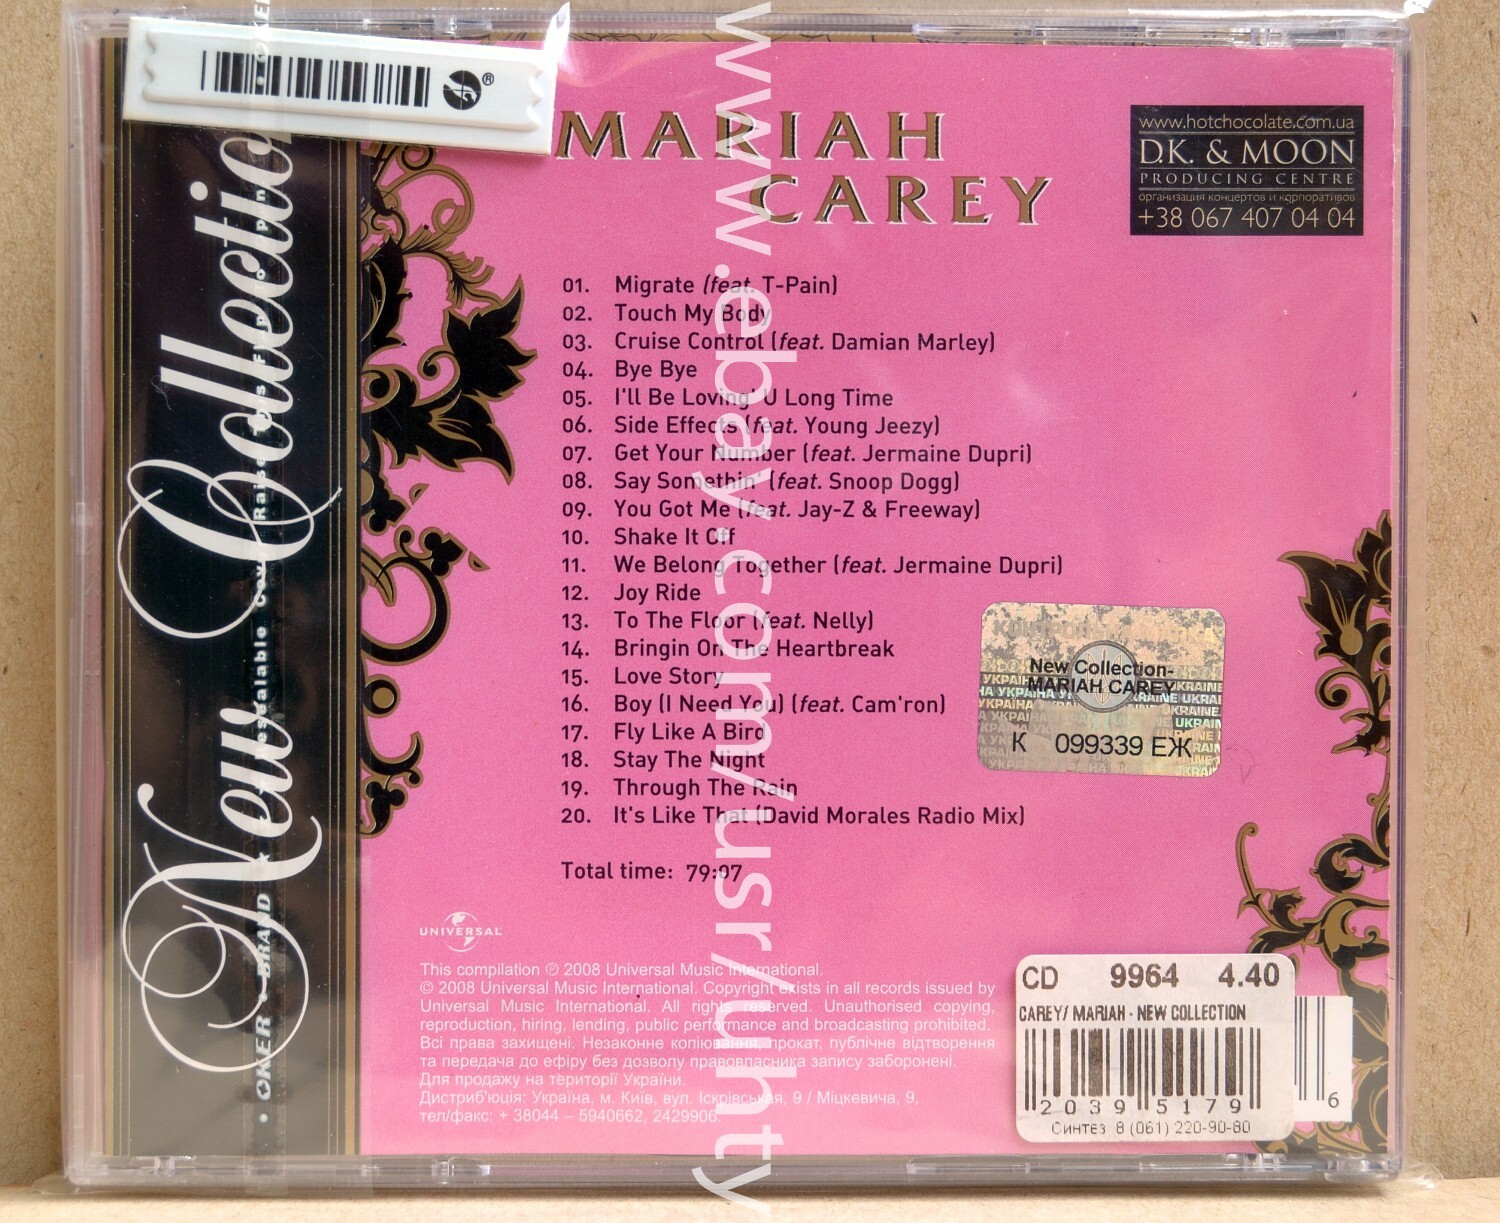 MARIAH
CAREY
www.hotchocolate.com.ua
D.K. & MOON
PRODUCING CENTRE
организация концертов и корпоративов
+38 067 407 04 04
New Collection
01. Migrate (feat. T-Pain)
02. Touch My Body
03. Cruise Control (feat. Damian Marley)
04. Bye Bye
05. I'll Be Loving' U Long Time
06. Side Effects (feat. Young Jeezy)
07. Get Your Number (feat. Jermaine Dupri)
08. Say Somethin' (feat. Snoop Dogg)
09. You Got Me (feat. Jay-Z & Freeway)
10. Shake It Off
11. We Belong Together (feat. Jermaine Dupri)
12. Joy Ride
13. To The Floor (feat. Nelly)
14. Bringin On The Heartbreak
15. Love Story
16. Boy (I Need You) (feat. Cam'ron)
17. Fly Like A Bird
18. Stay The Night
19. Through The Rain
20. It's Like That (David Morales Radio Mix)
Total time: 79:07
New Collection-
MARIAH CAREY
К 099339 ЕЖ
UNIVERSAL
This compilation ℗ 2008 Universal Music International.
© 2008 Universal Music International. Copyright exists in all records issued by
Universal Music International. All rights reserved. Unauthorised copying,
reproduction, hiring, lending, public performance and broadcasting prohibited.
Всі права захищені. Незаконне копіювання, прокат, публічне відтворення
та передача до ефіру без дозволу правовласника запису заборонені.
Для продажу на території України.
Дистриб'юція: Україна, м. Київ, вул. Іскрівська, 9 / Міцкевича, 9,
тел/факс: + 38044 – 5940662, 2429906.
CD 9964 4.40
CAREY/ MARIAH - NEW COLLECTION
20395179
Синтез 8 (061) 220-90-80
6
www.ebay.com/usr/uhty